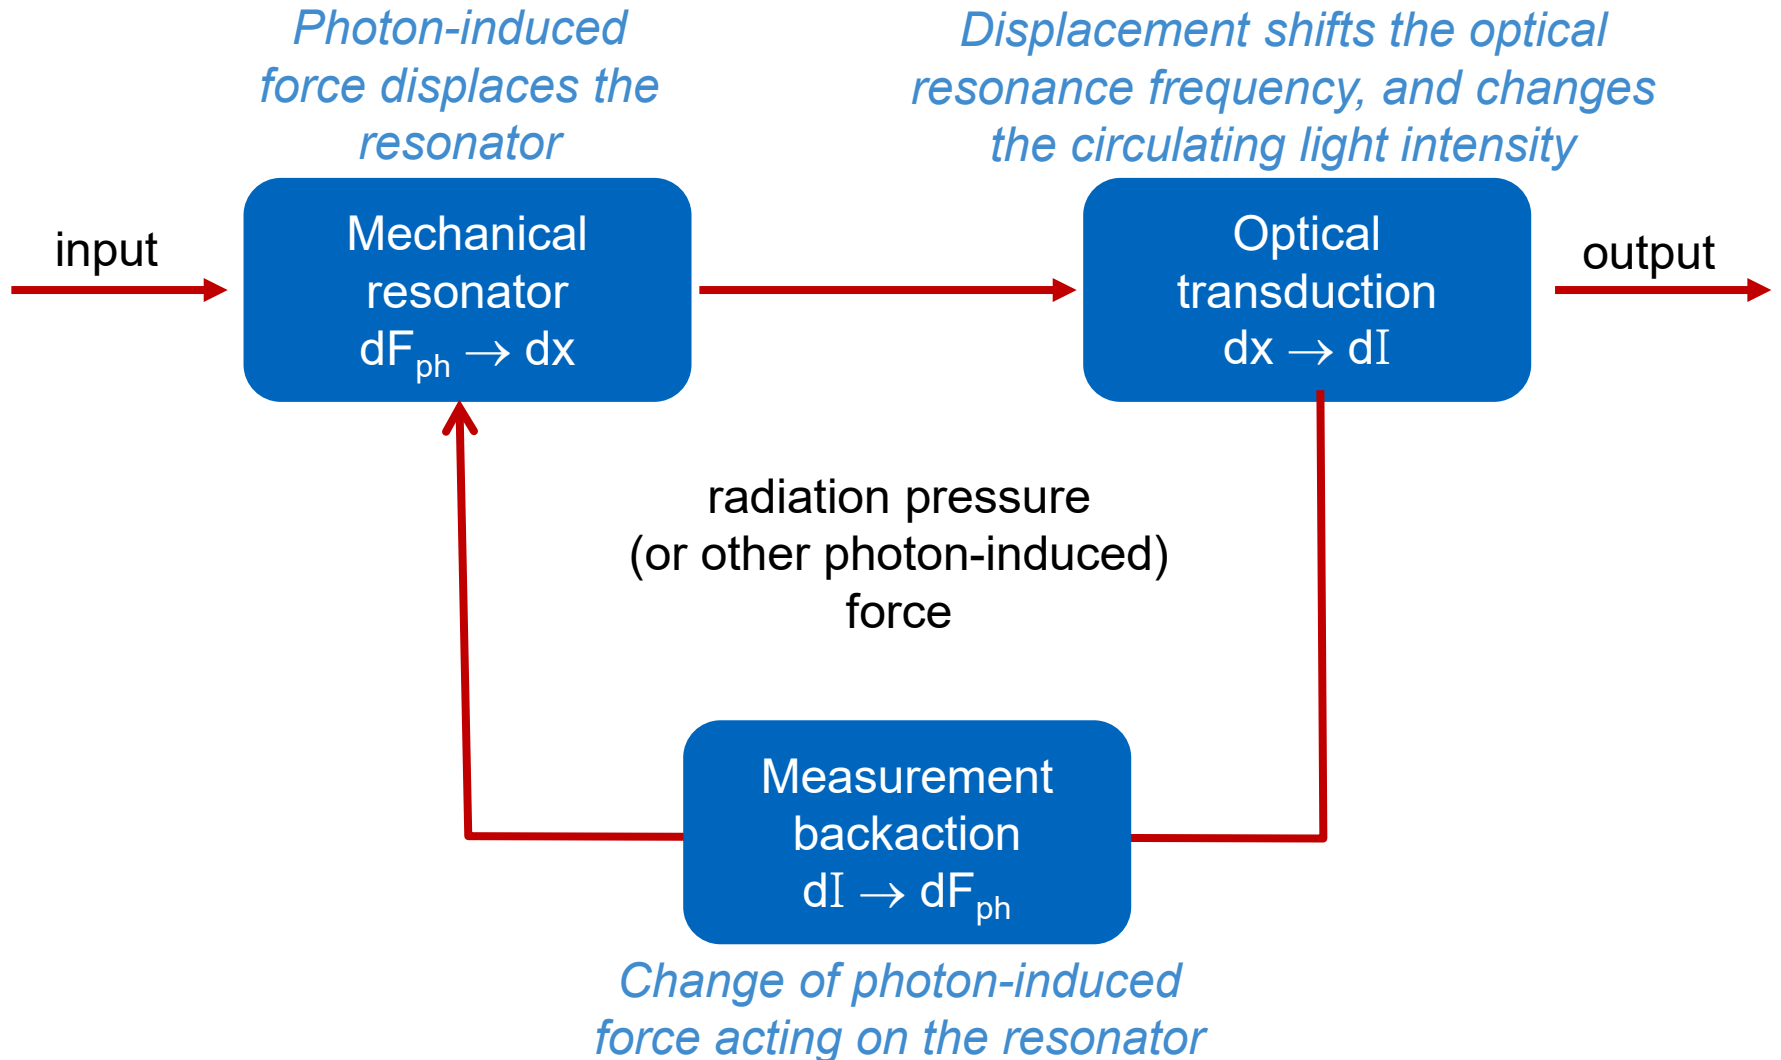 Photon-induced
force displaces the
resonator
Displacement shifts the optical
resonance frequency, and changes
the circulating light intensity
input
Mechanical
resonator
dF_ph → dx
Optical
transduction
dx → dI
output
radiation pressure
(or other photon-induced)
force
Measurement
backaction
dI → dF_ph
Change of photon-induced
force acting on the resonator